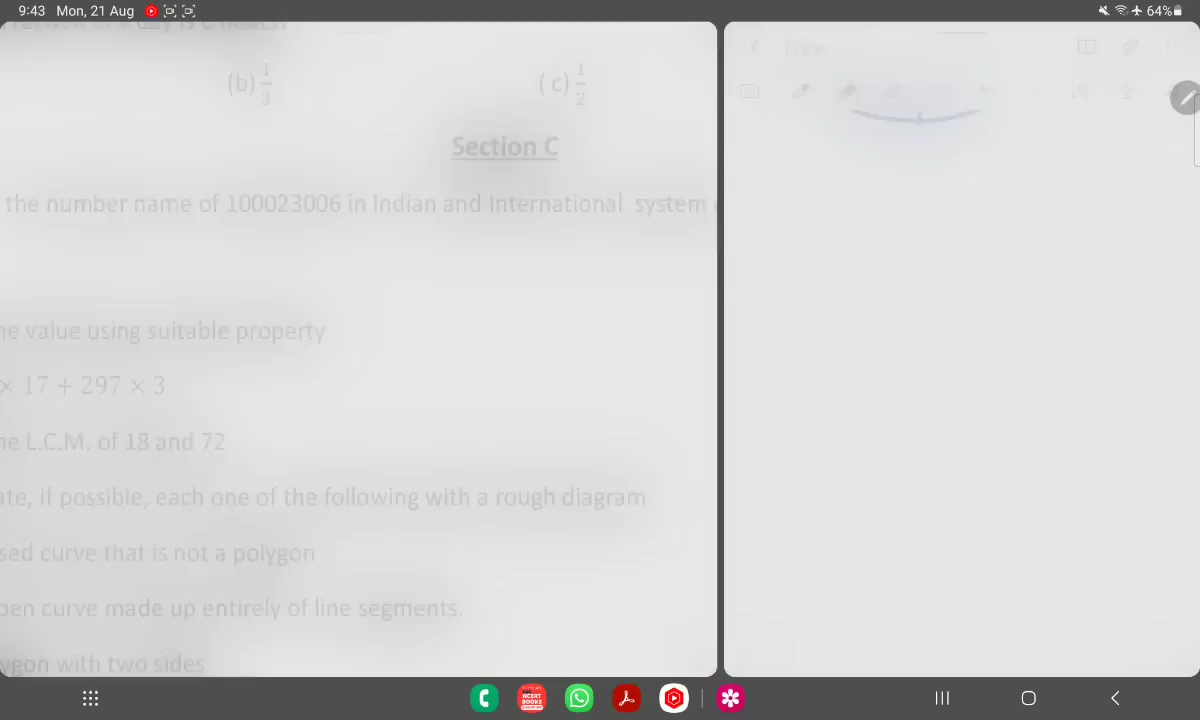 9:43 Mon, 21 Aug
64%
(b) 1/3 (c) 1/2
Title
Section C
the number name of 100023006 in Indian and International system
ne value using suitable property
× 17 + 297 × 3
ne L.C.M. of 18 and 72
ate, if possible, each one of the following with a rough diagram
sed curve that is not a polygon
pen curve made up entirely of line segments.
ygon with two sides
NCERT
BOOKS